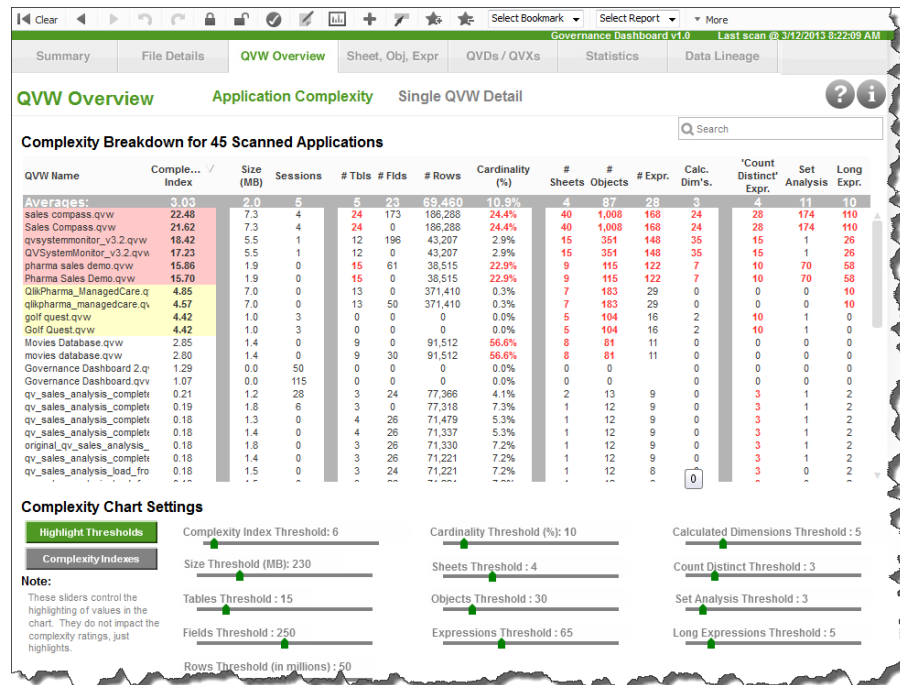 Clear Select Bookmark Select Report More
Governance Dashboard v1.0 Last scan @ 3/12/2013 8:22:09 AM
Summary File Details QVW Overview Sheet, Obj, Expr QVDs / QVXs Statistics Data Lineage
QVW Overview Application Complexity Single QVW Detail ? i
Search
Complexity Breakdown for 45 Scanned Applications
QVW Name Comple... Index Size (MB) Sessions # Tbls # Flds # Rows Cardinality (%) # Sheets # Objects # Expr. Calc. Dim's. 'Count Distinct' Expr. Set Analysis Long Expr.
Averages: 3.03 2.0 5 5 23 69,460 10.9% 4 87 28 3 4 11 10
sales compass.qvw 22.48 7.3 4 24 173 186,288 24.4% 40 1,008 168 24 28 174 110
Sales Compass.qvw 21.62 7.3 4 24 0 186,288 24.4% 40 1,008 168 24 28 174 110
qvsystemmonitor_v3.2.qvw 18.42 5.5 1 12 196 43,207 2.9% 15 351 148 35 15 1 26
QVSystemMonitor_v3.2.qvw 17.23 5.5 1 12 0 43,207 2.9% 15 351 148 35 15 1 26
pharma sales demo.qvw 15.86 1.9 0 15 61 38,515 22.9% 9 115 122 7 10 70 58
Pharma Sales Demo.qvw 15.70 1.9 0 15 0 38,515 22.9% 9 115 122 7 10 70 58
QlikPharma_ManagedCare.q 4.85 7.0 0 13 0 371,410 0.3% 7 183 29 0 0 0 10
qlikpharma_managedcare.qv 4.57 7.0 0 13 50 371,410 0.3% 7 183 29 0 0 0 10
golf quest.qvw 4.42 1.0 3 0 0 0 0.0% 5 104 16 2 10 1 0
Golf Quest.qvw 4.42 1.0 3 0 0 0 0.0% 5 104 16 2 10 1 0
Movies Database.qvw 2.85 1.4 0 9 0 91,512 56.6% 8 81 11 0 0 0 0
movies database.qvw 2.80 1.4 0 9 30 91,512 56.6% 8 81 11 0 0 0 0
Governance Dashboard 2.q 1.29 0.0 50 0 0 0 0.0% 0 0 0 0 0 0
Governance Dashboard.qvv 1.07 0.0 115 0 0 0 0.0% 0 0 0 0 0 0
qv_sales_analysis_complete 0.21 1.2 28 3 24 77,366 4.1% 2 13 9 0 3 1 2
qv_sales_analysis_complete 0.19 1.8 6 3 0 77,318 7.3% 1 12 9 0 3 1 2
qv_sales_analysis_complete 0.18 1.3 0 4 26 71,479 5.3% 1 12 9 0 3 1 2
qv_sales_analysis_complete 0.18 1.4 0 4 26 71,337 5.3% 1 12 9 0 3 1 2
original_qv_sales_analysis_ 0.18 1.8 0 3 26 71,330 7.2% 1 12 9 0 3 1 2
qv_sales_analysis_complete 0.18 1.4 0 3 26 71,221 7.2% 1 12 9 0 3 1 2
qv_sales_analysis_load_fro 0.18 1.5 0 3 24 71,221 7.2% 1 12 8 0 3 0 2
0
Complexity Chart Settings
Highlight Thresholds Complexity Index Threshold: 6 Cardinality Threshold (%): 10 Calculated Dimensions Threshold : 5
Complexity Indexes Size Threshold (MB): 230 Sheets Threshold : 4 Count Distinct Threshold : 3
Note:
These sliders control the
highlighting of values in the
chart. They do not impact the
complexity ratings, just
highlights.
Tables Threshold : 15 Objects Threshold : 30 Set Analysis Threshold : 3
Fields Threshold : 250 Expressions Threshold : 65 Long Expressions Threshold : 5
Rows Threshold (in millions) : 50